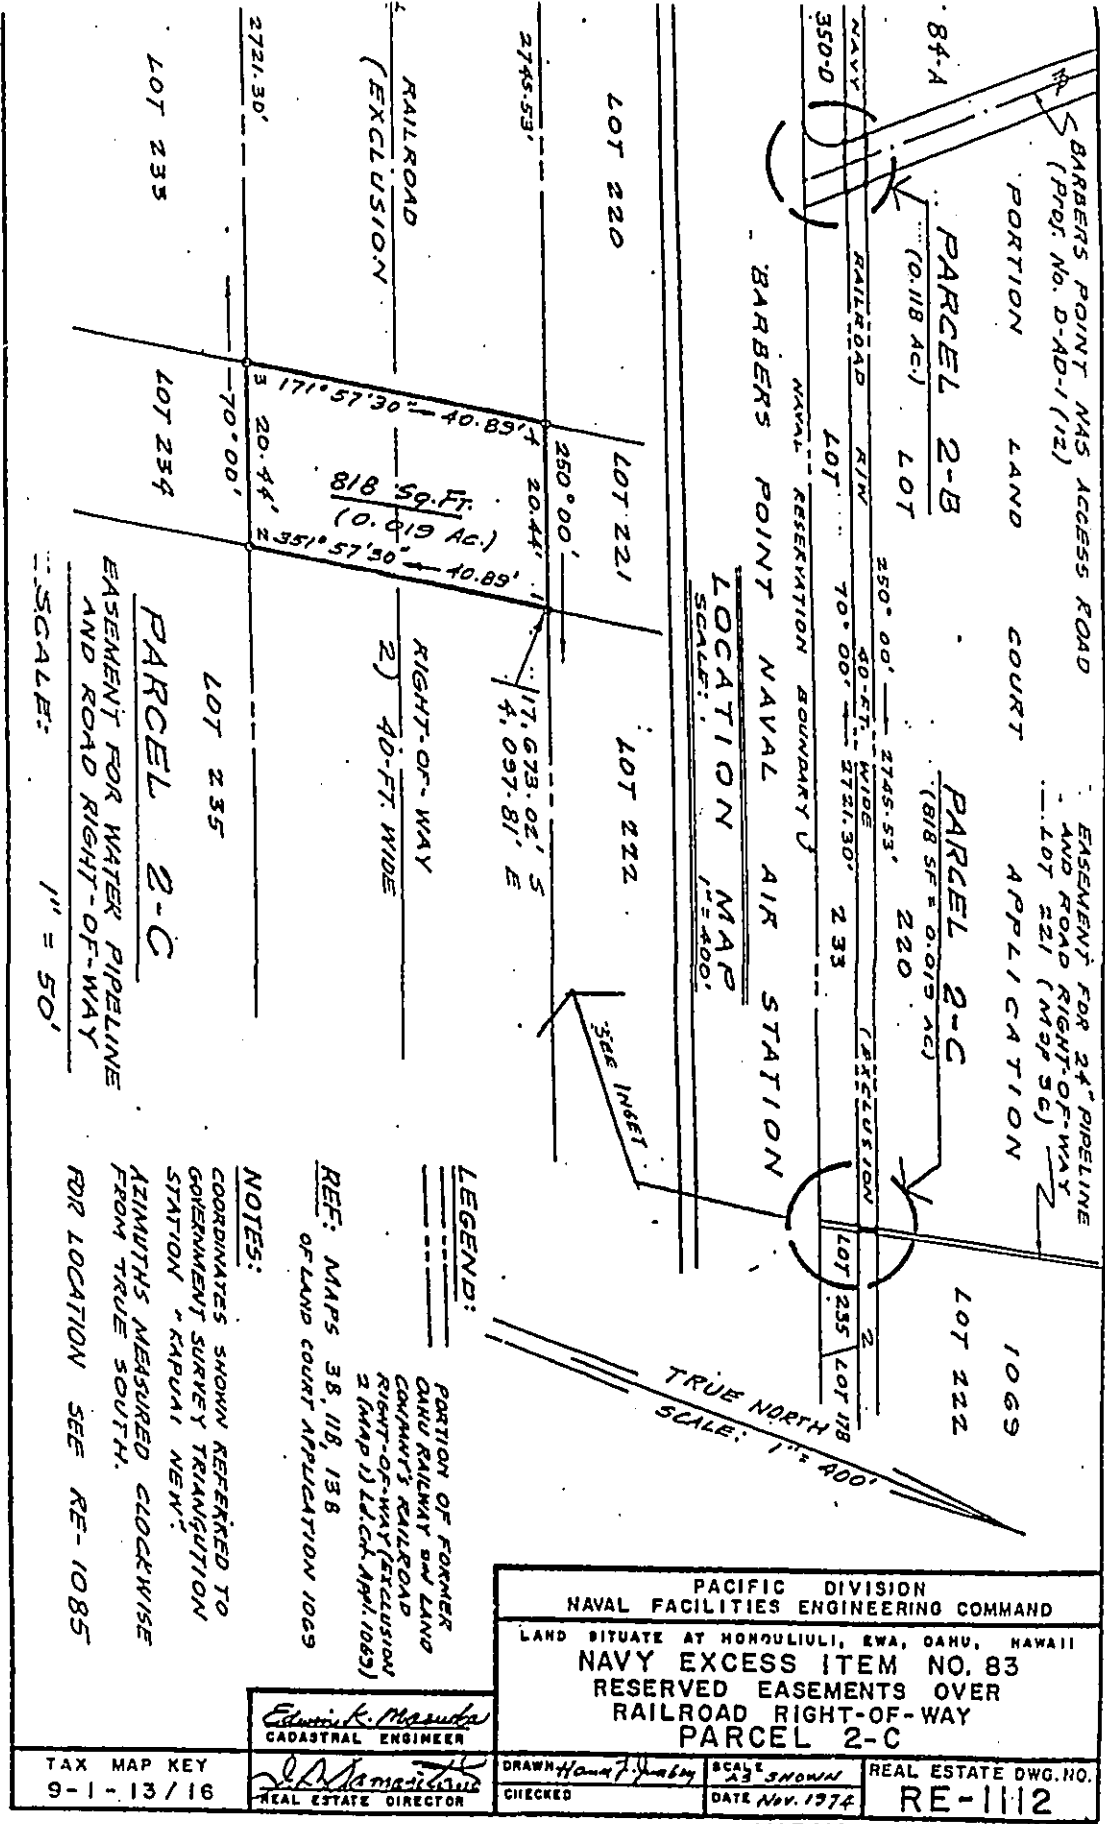 BARBERS POINT NAS ACCESS ROAD
(Prop. No. D-AD-1 (12)
EASEMENT FOR 24" PIPELINE
AND ROAD RIGHT-OF-WAY
LOT 221 (Map 36)
PORTION LAND COURT APPLICATION 1069
84-A
PARCEL 2-B
(0.118 AC.)
PARCEL 2-C
(818 SF = 0.019 AC)
LOT 220
LOT 222
250° 00' 2745.53'
NAVY RAILROAD R/W 40-FT. WIDE (EXCLUSION 2
350-D
LOT 233
70° 00' 2721.30'
LOT 235 LOT 178
NAVAL RESERVATION BOUNDARY
BARBERS POINT NAVAL AIR STATION
LOCATION MAP
SCALE: 1"=400'
TRUE NORTH
SCALE: 1"=400'
SEE INSET
LOT 220
LOT 221
LOT 222
2745.53'
250° 00'
20.44'
17,673.02' S
4,097.81' E
RAILROAD RIGHT-OF-WAY
(EXCLUSION 2) 40-FT. WIDE
171° 57' 30" 40.89' 4
818 Sq.Ft.
(0.019 Ac.)
351° 57' 30" 40.89' 1
2721.30'
3 20.44' 2
70° 00'
LOT 233
LOT 234
LOT 235
PARCEL 2-C
EASEMENT FOR WATER PIPELINE
AND ROAD RIGHT-OF-WAY
SCALE: 1" = 50'
LEGEND:
PORTION OF FORMER
OAHU RAILWAY AND LAND
COMPANY'S RAILROAD
RIGHT-OF-WAY (EXCLUSION
2 (MAP 1) Ld. Ct. Apl. 1069)
REF: MAPS 38, 118, 138
OF LAND COURT APPLICATION 1069
NOTES:
COORDINATES SHOWN REFERRED TO
GOVERNMENT SURVEY TRIANGUTION
STATION "KAPUAI NEW".
AZIMUTHS MEASURED CLOCKWISE
FROM TRUE SOUTH.
FOR LOCATION SEE RE-1085
PACIFIC DIVISION
NAVAL FACILITIES ENGINEERING COMMAND
LAND SITUATE AT HONOULIULI, EWA, OAHU, HAWAII
NAVY EXCESS ITEM NO. 83
RESERVED EASEMENTS OVER
RAILROAD RIGHT-OF-WAY
PARCEL 2-C
CADASTRAL ENGINEER
REAL ESTATE DIRECTOR
TAX MAP KEY
9-1-13/16
DRAWN
CHECKED
SCALE AS SHOWN
DATE Nov. 1974
REAL ESTATE DWG. NO.
RE-1112